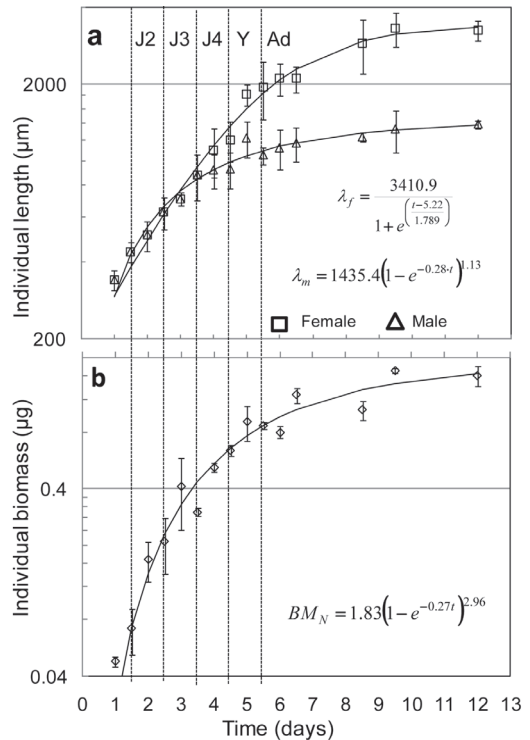 a J2 J3 J4 Y Ad
2000
Individual length (µm)
λf = 3410.9 / 1 + e^((t-5.22)/1.789)
λm = 1435.4(1 − e^−0.28·t)^1.13
Female Male
200
b
Individual biomass (µg)
0.4
BM_N = 1.83(1 − e^−0.27t)^2.96
0.04
0 1 2 3 4 5 6 7 8 9 10 11 12 13
Time (days)